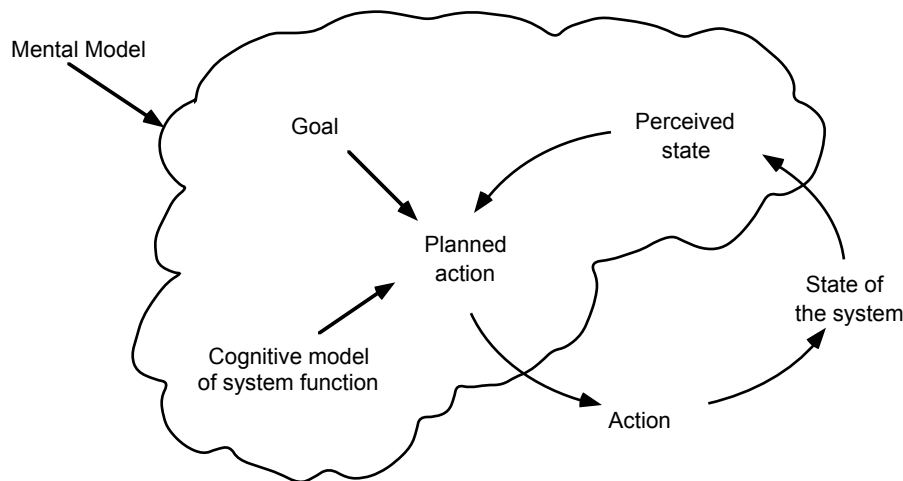 Mental Model
Goal
Perceived
state
Planned
action
State of
the system
Cognitive model
of system function
Action